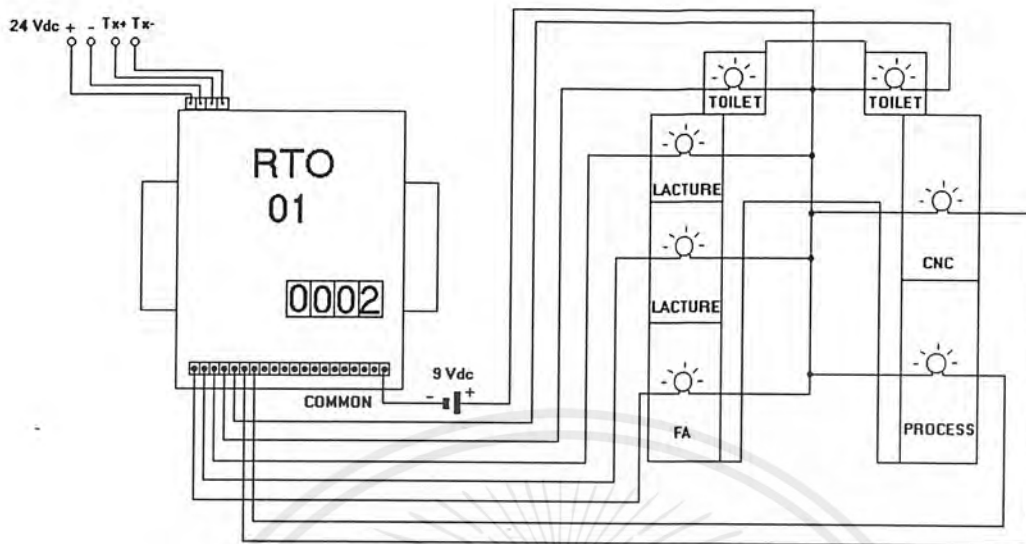 24 Vdc + - Tx+ Tx-
RTO
01
0002
COMMON
9 Vdc
- +
TOILET
TOILET
LACTURE
LACTURE
CNC
FA
PROCESS